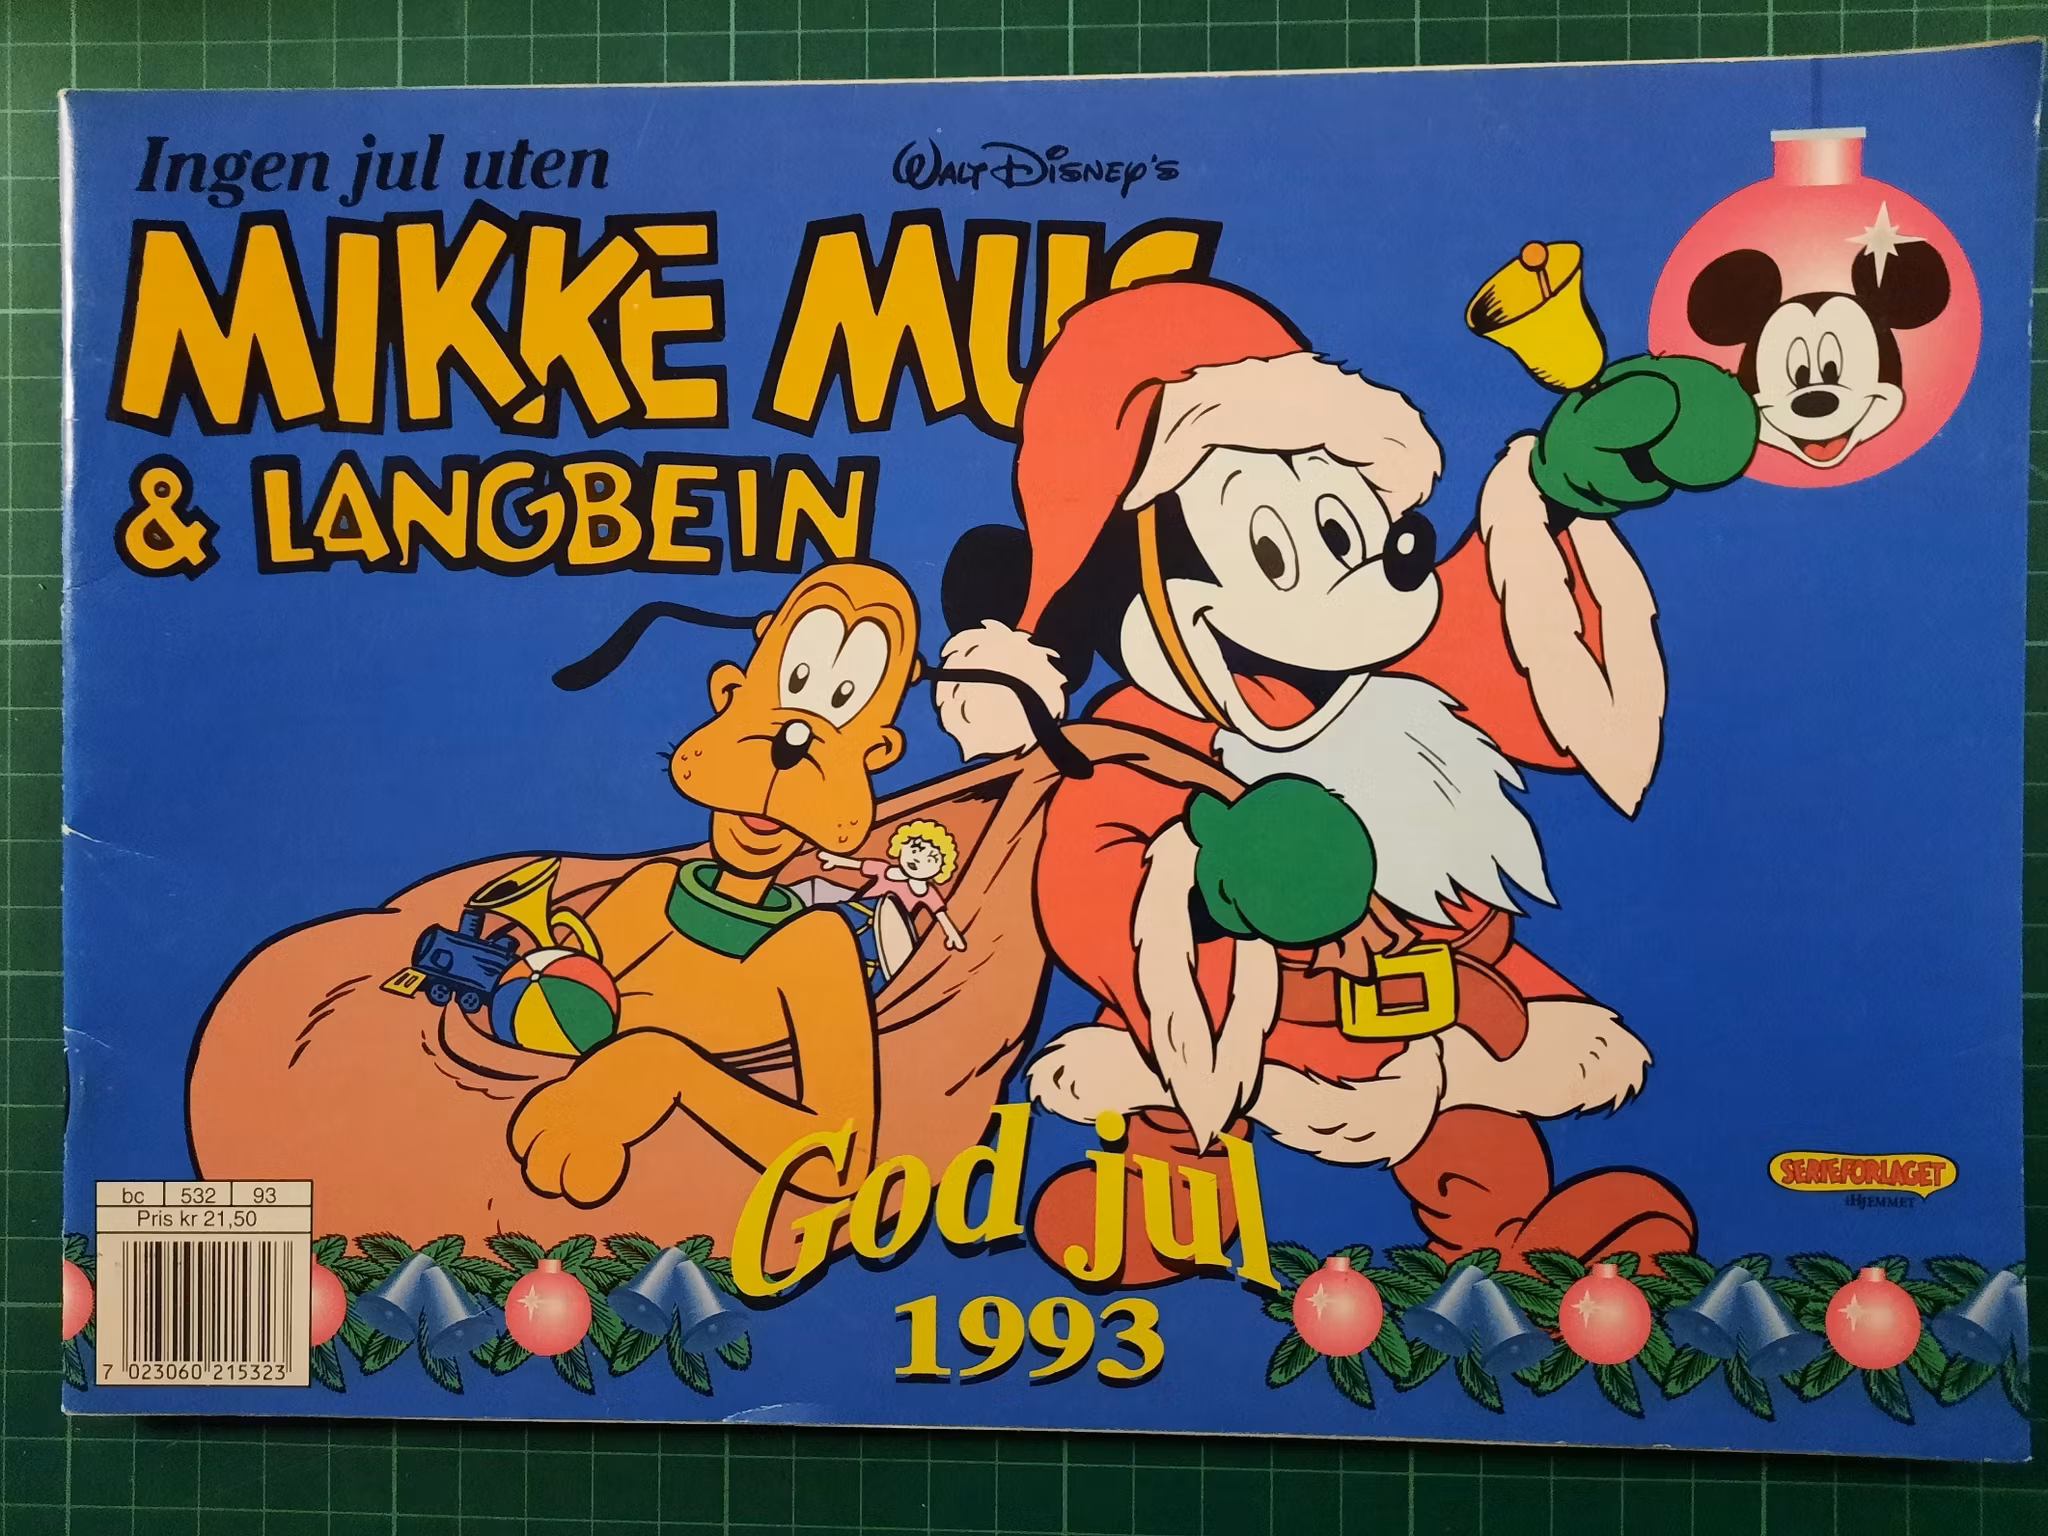 Ingen jul uten
WALT DISNEY'S
MIKKE MUS
& LANGBEIN
God jul
1993
SERIEFORLAGET
HJEMMET
bc 532 93
Pris kr 21,50
7 023060 215323